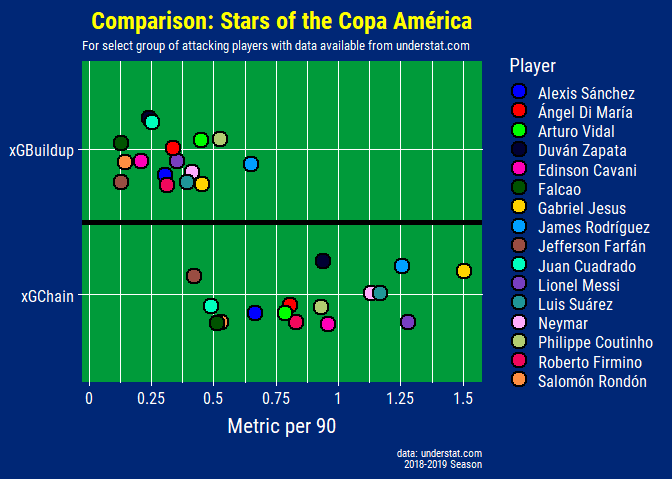 Comparison: Stars of the Copa América
For select group of attacking players with data available from understat.com
Player
Alexis Sánchez
Ángel Di María
Arturo Vidal
Duván Zapata
Edinson Cavani
Falcao
Gabriel Jesus
James Rodríguez
Jefferson Farfán
Juan Cuadrado
Lionel Messi
Luis Suárez
Neymar
Philippe Coutinho
Roberto Firmino
Salomón Rondón
xGBuildup
xGChain
0 0.25 0.5 0.75 1 1.25 1.5
Metric per 90
data: understat.com
2018-2019 Season